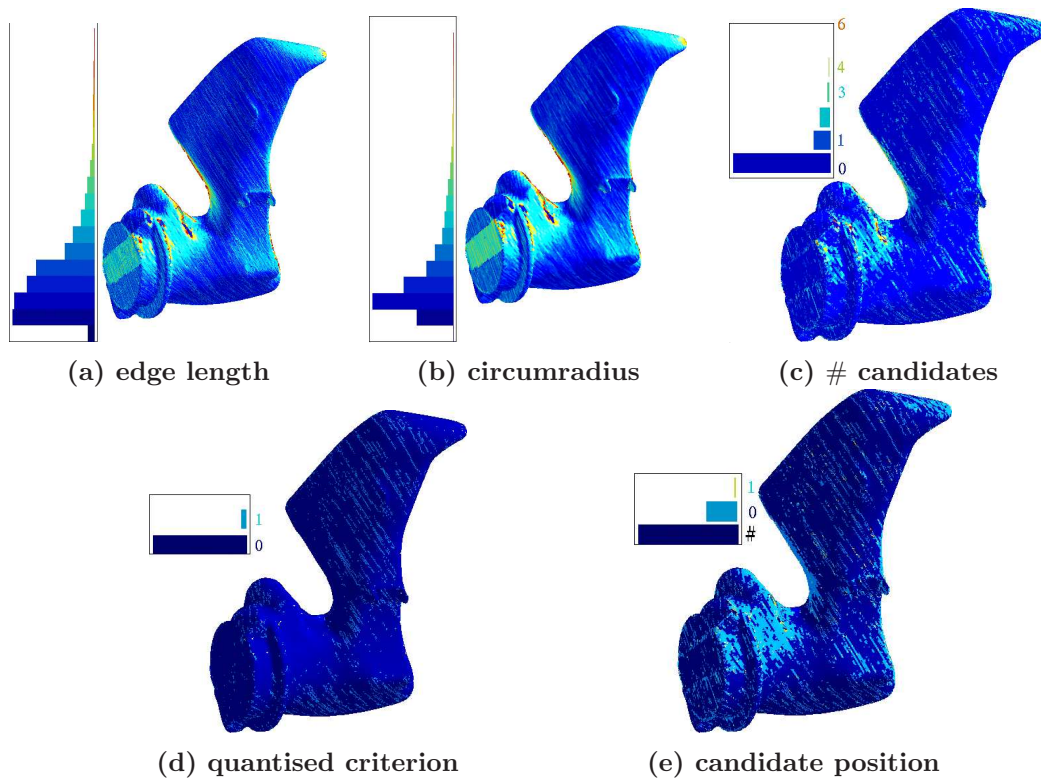 6
4
3
1
0
(a) edge length
(b) circumradius
(c) # candidates
1
0
1
0
#
(d) quantised criterion
(e) candidate position